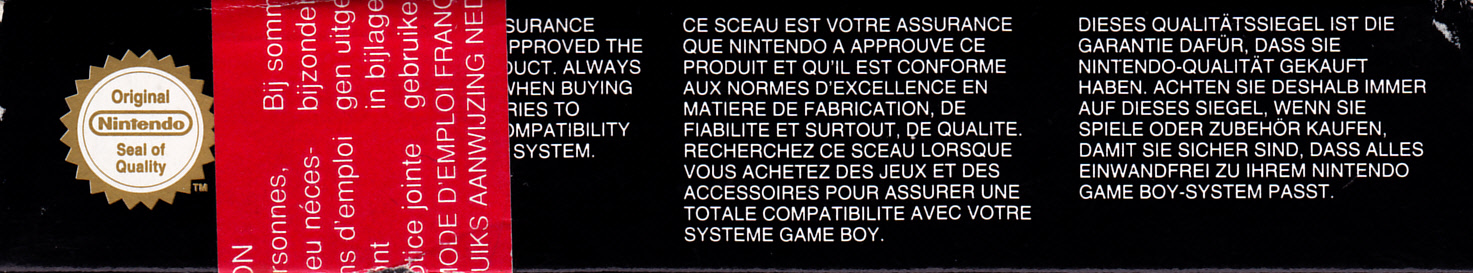 Original
Nintendo
Seal of
Quality
TM
Bij somm
bijzonde
gen uitge
in bijlage
gebruike
MODE D'EMPLOI FRANC
UIKS AANWIJZING NED
ON
rsonnes,
eu néces-
ns d'emploi
ont
otice jointe
SURANCE
PPROVED THE
DUCT. ALWAYS
WHEN BUYING
RIES TO
OMPATIBILITY
SYSTEM.
CE SCEAU EST VOTRE ASSURANCE
QUE NINTENDO A APPROUVE CE
PRODUIT ET QU'IL EST CONFORME
AUX NORMES D'EXCELLENCE EN
MATIERE DE FABRICATION, DE
FIABILITE ET SURTOUT, DE QUALITE.
RECHERCHEZ CE SCEAU LORSQUE
VOUS ACHETEZ DES JEUX ET DES
ACCESSOIRES POUR ASSURER UNE
TOTALE COMPATIBILITE AVEC VOTRE
SYSTEME GAME BOY.
DIESES QUALITÄTSSIEGEL IST DIE
GARANTIE DAFÜR, DASS SIE
NINTENDO-QUALITÄT GEKAUFT
HABEN. ACHTEN SIE DESHALB IMMER
AUF DIESES SIEGEL, WENN SIE
SPIELE ODER ZUBEHÖR KAUFEN,
DAMIT SIE SICHER SIND, DASS ALLES
EINWANDFREI ZU IHREM NINTENDO
GAME BOY-SYSTEM PASST.